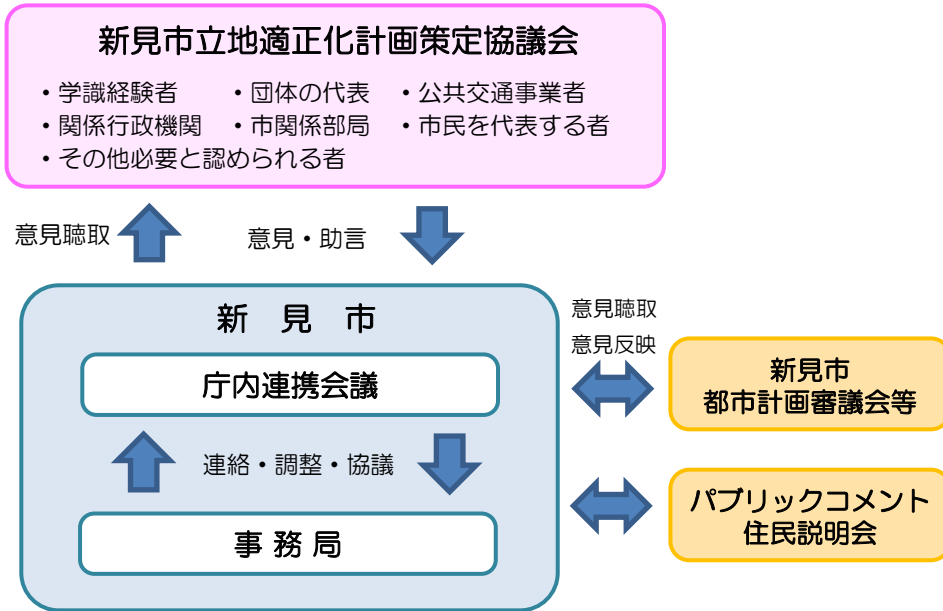 新見市立地適正化計画策定協議会
・学識経験者　・団体の代表　・公共交通事業者
・関係行政機関　・市関係部局　・市民を代表する者
・その他必要と認められる者
意見聴取
意見・助言
新 見 市
庁内連携会議
連絡・調整・協議
事 務 局
意見聴取
意見反映
新見市
都市計画審議会等
パブリックコメント
住民説明会